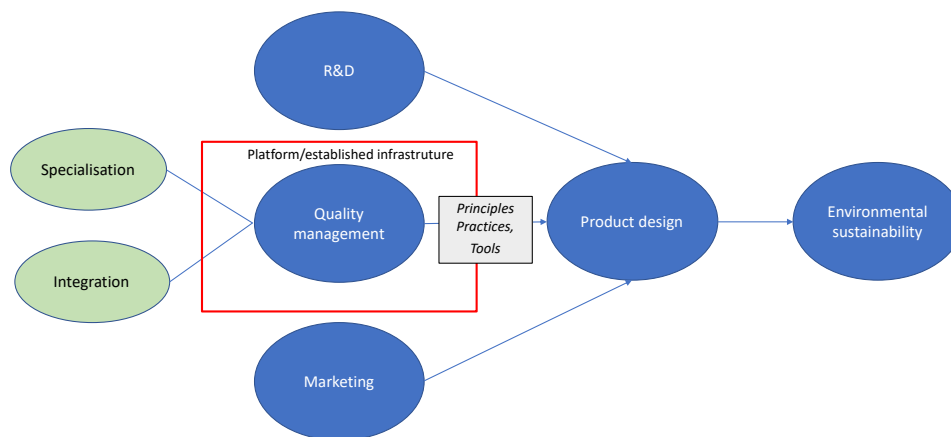 R&D
Platform/established infrastruture
Specialisation
Quality
management
Principles
Practices,
Tools
Product design
Environmental
sustainability
Integration
Marketing